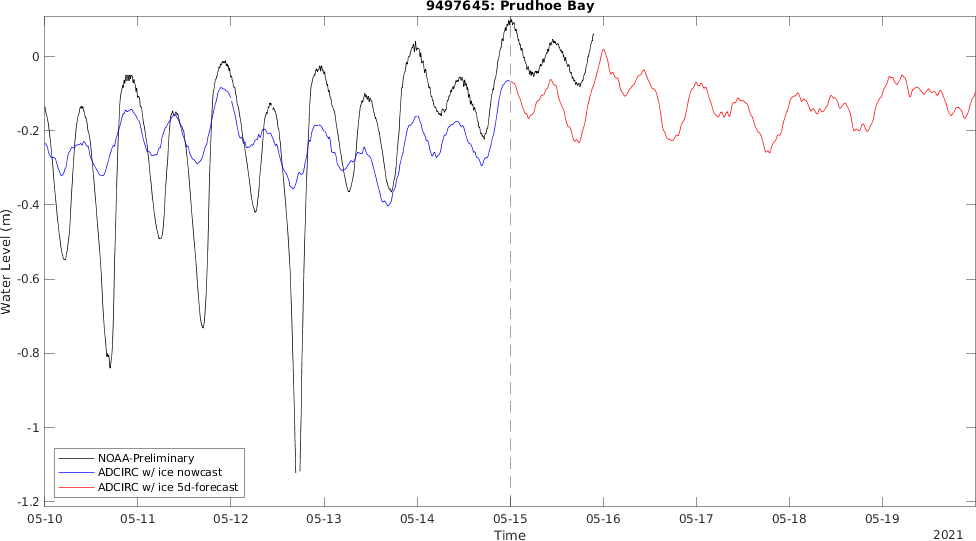 9497645: Prudhoe Bay
Water Level (m)
0
-0.2
-0.4
-0.6
-0.8
-1
-1.2
NOAA-Preliminary
ADCIRC w/ ice nowcast
ADCIRC w/ ice 5d-forecast
05-10 05-11 05-12 05-13 05-14 05-15 05-16 05-17 05-18 05-19
Time
2021